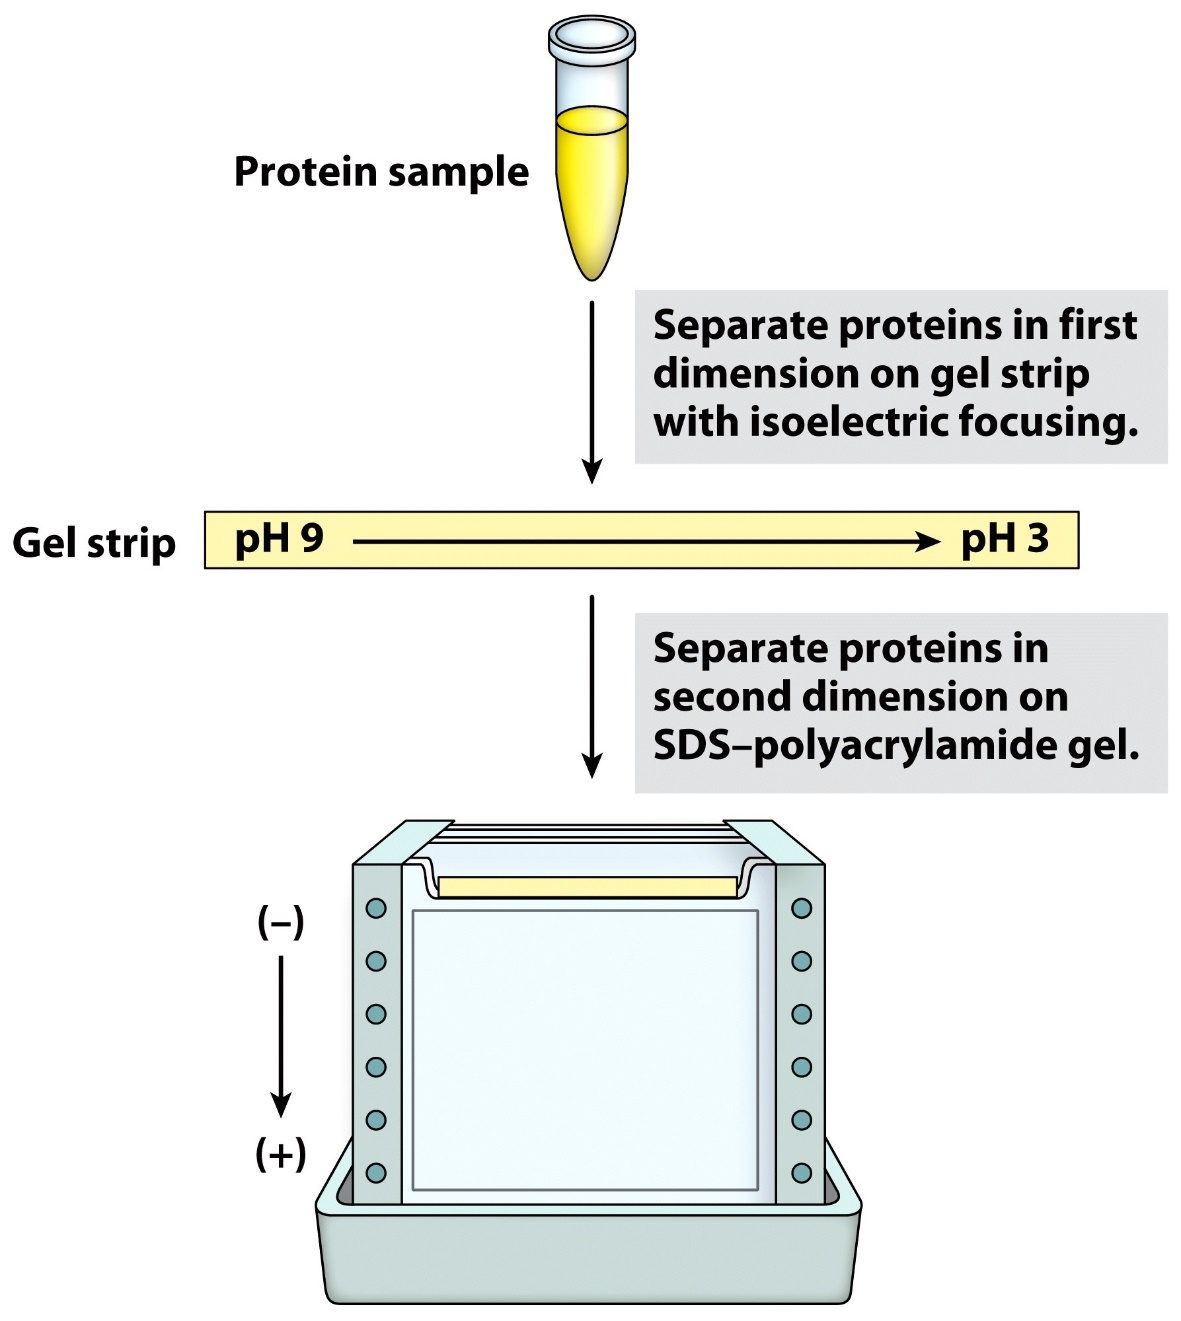 Protein sample
Separate proteins in first
dimension on gel strip
with isoelectric focusing.
Gel strip
pH 9
pH 3
Separate proteins in
second dimension on
SDS–polyacrylamide gel.
(–)
(+)